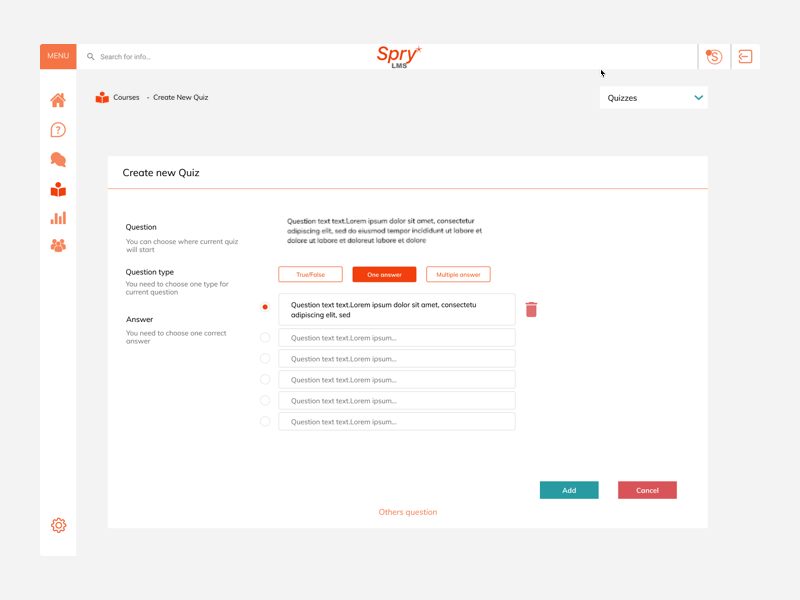 MENU
Search for info...
Spry
LMS
S
Courses - Create New Quiz
Quizzes
Create new Quiz
Question
You can choose where current quiz
will start
Question text text.Lorem ipsum dolor sit amet, consectetur
adipiscing elit, sed do eiusmod tempor incididunt ut labore et
dolore ut labore et doloreut labore et dolore
Question type
You need to choose one type for
current question
True/False
One answer
Multiple answer
Answer
You need to choose one correct
answer
Question text text.Lorem ipsum dolor sit amet, consectetu
adipiscing elit, sed
Question text text.Lorem ipsum...
Question text text.Lorem ipsum...
Question text text.Lorem ipsum...
Question text text.Lorem ipsum...
Question text text.Lorem ipsum...
Add
Cancel
Others question